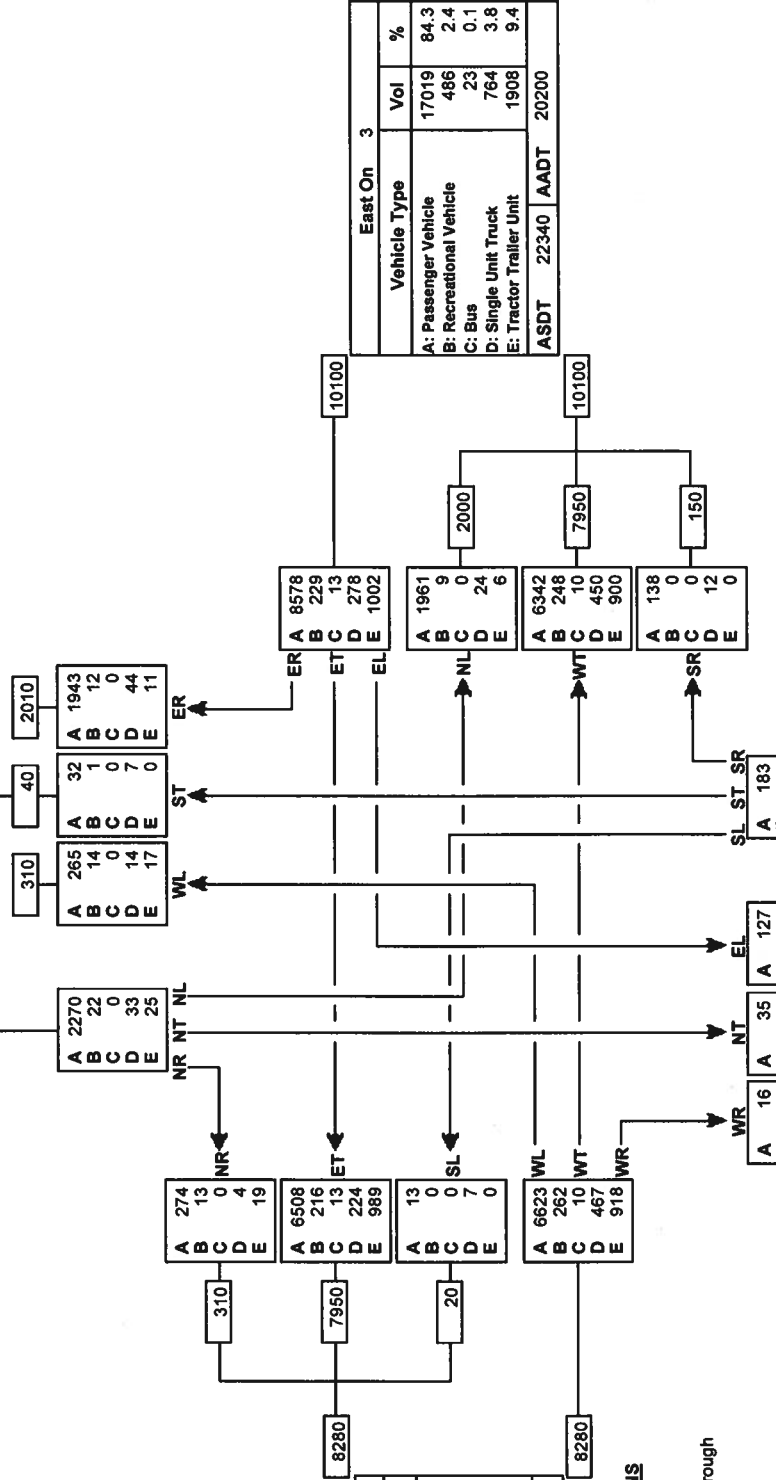 2010
A 1943
B 12
C 0
D 44
E 11
ER
40
A 32
B 1
C 0
D 7
E 0
ST
310
A 265
B 14
C 0
D 14
E 17
WL
A 2270
B 22
C 0
D 33
E 25
NR NT NL
East On 3
Vehicle Type Vol %
A: Passenger Vehicle 17019 84.3
B: Recreational Vehicle 486 2.4
C: Bus 23 0.1
D: Single Unit Truck 764 3.8
E: Tractor Trailer Unit 1908 9.4
ASDT 22340 AADT 20200
10100
ER
ET
EL
A 8578
B 229
C 13
D 278
E 1002
10100
2000
NL
A 1961
B 9
C 0
D 24
E 6
7950
WT
A 6342
B 248
C 10
D 450
E 900
150
SR
A 138
B 0
C 0
D 12
E 0
310
A 274
B 13
C 0
D 4
E 19
NR
8280
7950
A 6508
B 216
C 13
D 224
E 989
ET
20
A 13
B 0
C 0
D 7
E 0
SL
8280
A 6623
B 262
C 10
D 467
E 918
WL
WT
WR
WR
A 16
NT
A 35
EL
A 127
SL ST SR
A 183
NS
rough